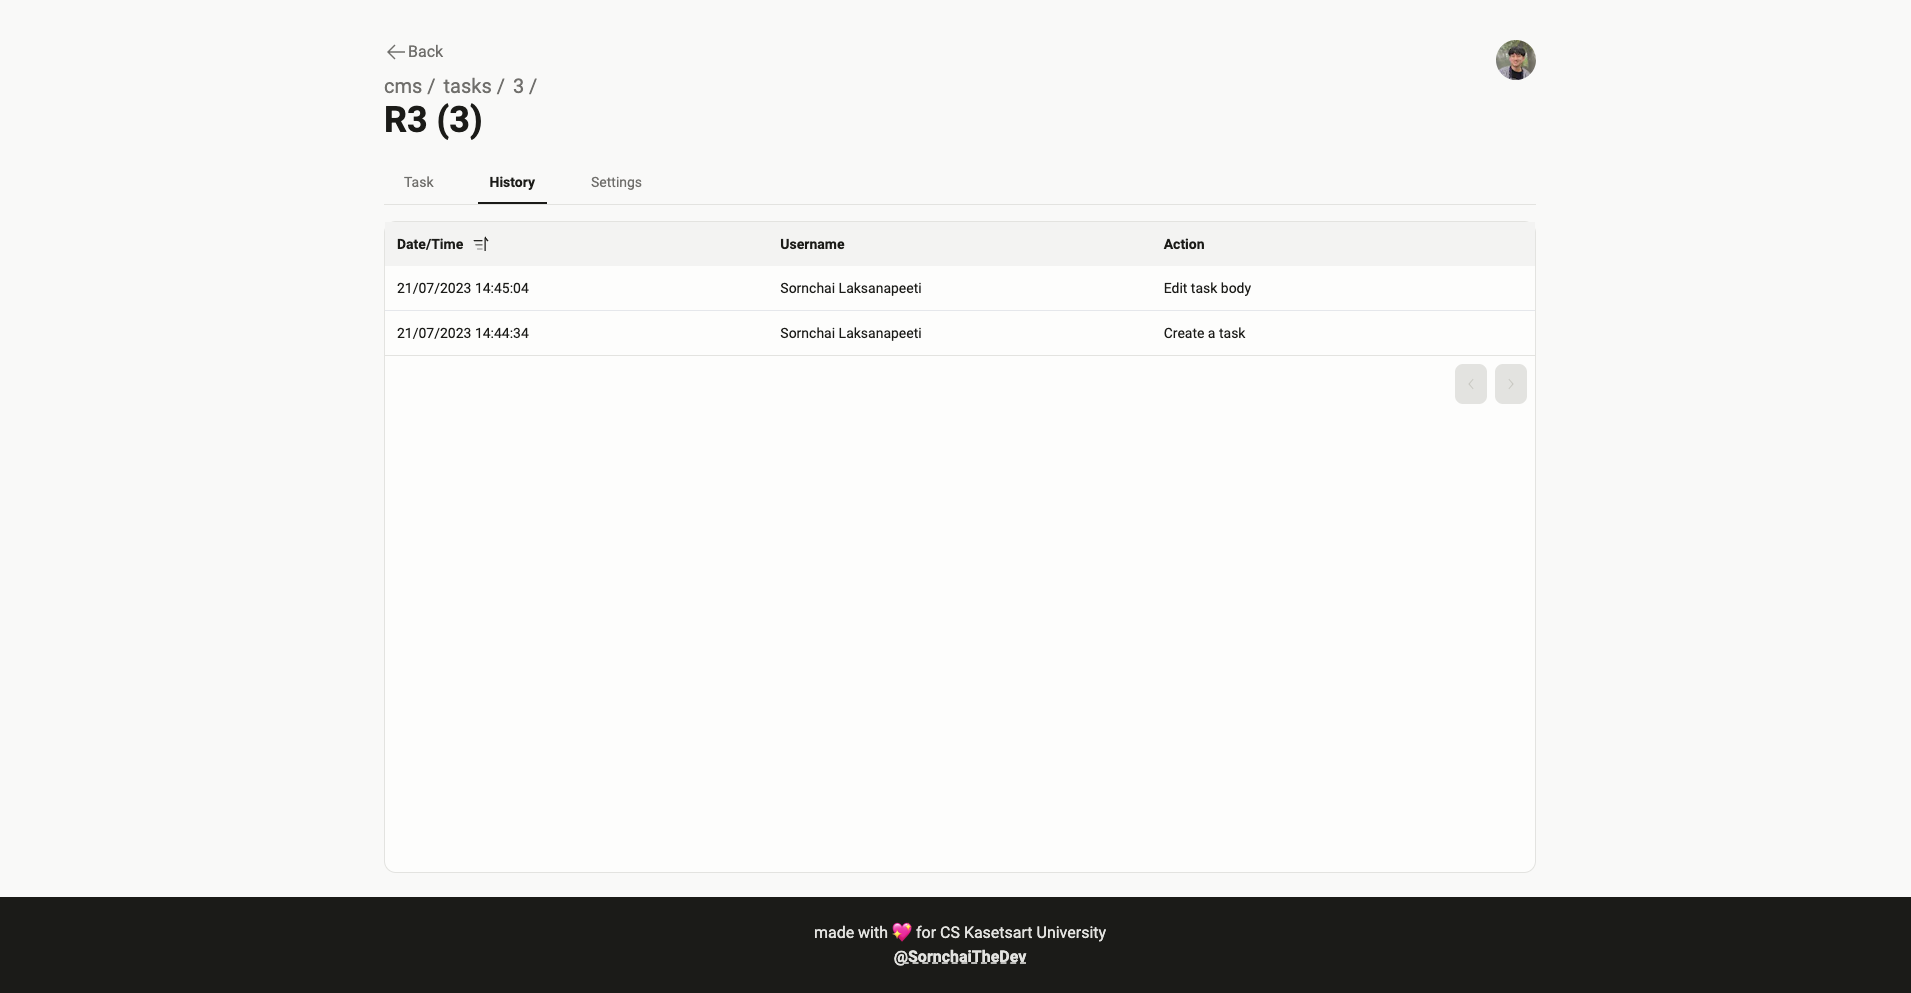 Back
cms / tasks / 3 /
R3 (3)
Task History Settings
Date/Time Username Action
21/07/2023 14:45:04 Sornchai Laksanapeeti Edit task body
21/07/2023 14:44:34 Sornchai Laksanapeeti Create a task
made with 💖 for CS Kasetsart University
@SornchaiTheDev